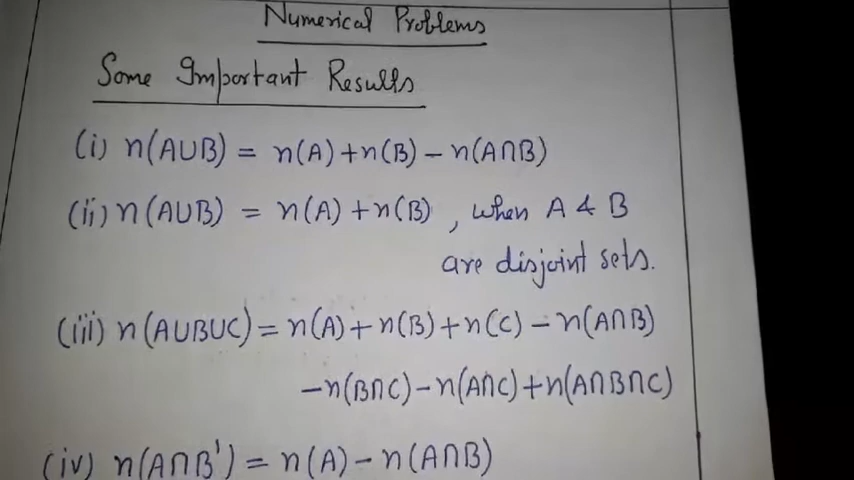 Numerical Problems
Some Important Results
(i) n(A∪B) = n(A)+n(B) – n(A∩B)
(ii) n(A∪B) = n(A)+n(B) , when A & B
are disjoint sets.
(iii) n(A∪B∪C) = n(A)+n(B)+n(C) – n(A∩B)
–n(B∩C)–n(A∩C)+n(A∩B∩C)
(iv) n(A∩B') = n(A) – n(A∩B)